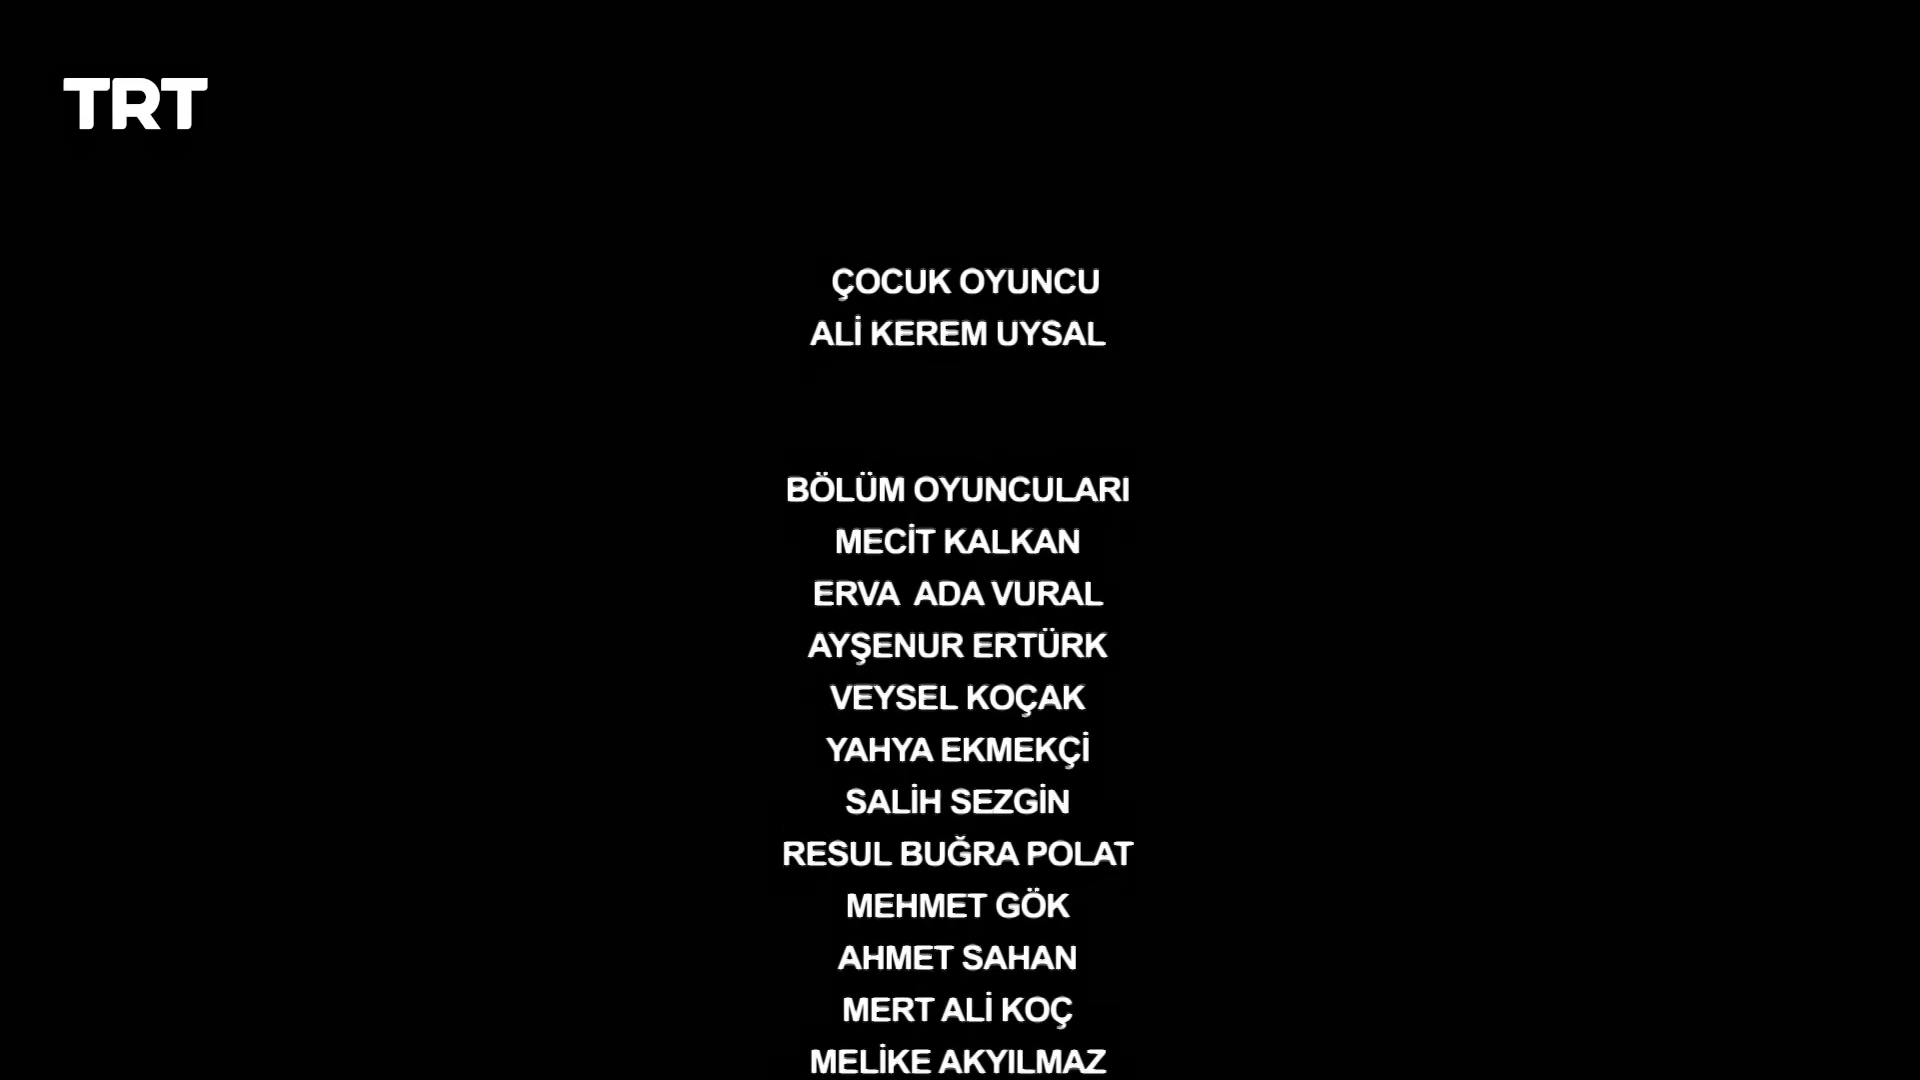 TRT
ÇOCUK OYUNCU
ALİ KEREM UYSAL
BÖLÜM OYUNCULARI
MECİT KALKAN
ERVA  ADA VURAL
AYŞENUR ERTÜRK
VEYSEL KOÇAK
YAHYA EKMEKÇİ
SALİH SEZGİN
RESUL BUĞRA POLAT
MEHMET GÖK
AHMET SAHAN
MERT ALİ KOÇ
MELİKE AKYILMAZ